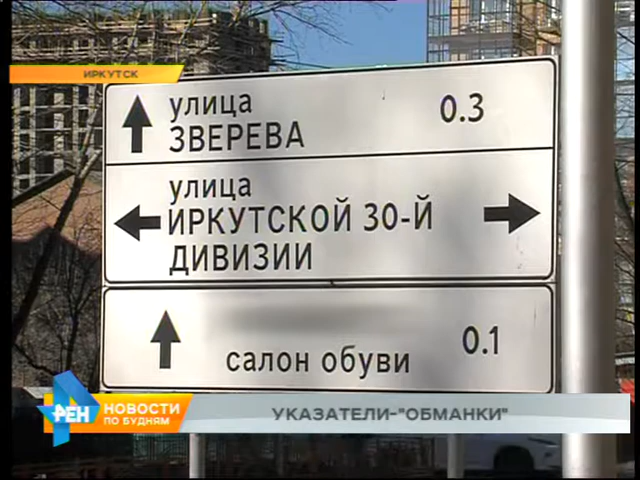 ИРКУТСК
улица
ЗВЕРЕВА
0.3
улица
ИРКУТСКОЙ 30-Й
ДИВИЗИИ
салон обуви
0.1
РЕН
НОВОСТИ
ПО БУДНЯМ
УКАЗАТЕЛИ-"ОБМАНКИ"